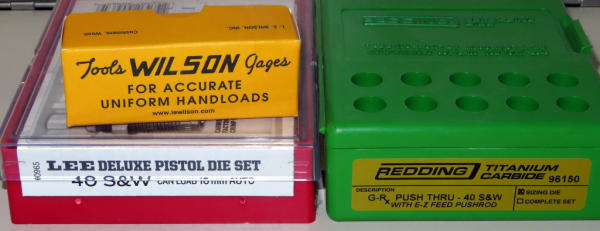 L. E. WILSON, INC.
Cashmere, Wash.
Tools WILSON Gages
FOR ACCURATE
UNIFORM HANDLOADS
www.lewilson.com
90965
LEE DELUXE PISTOL DIE SET
40 S&W CAN LOAD 10 mm AUTO
REDDING TITANIUM
CARBIDE 96150
DESCRIPTION
G-Rx PUSH THRU - 40 S&W
WITH E-Z FEED PUSHROD
SIZING DIE
COMPLETE SET